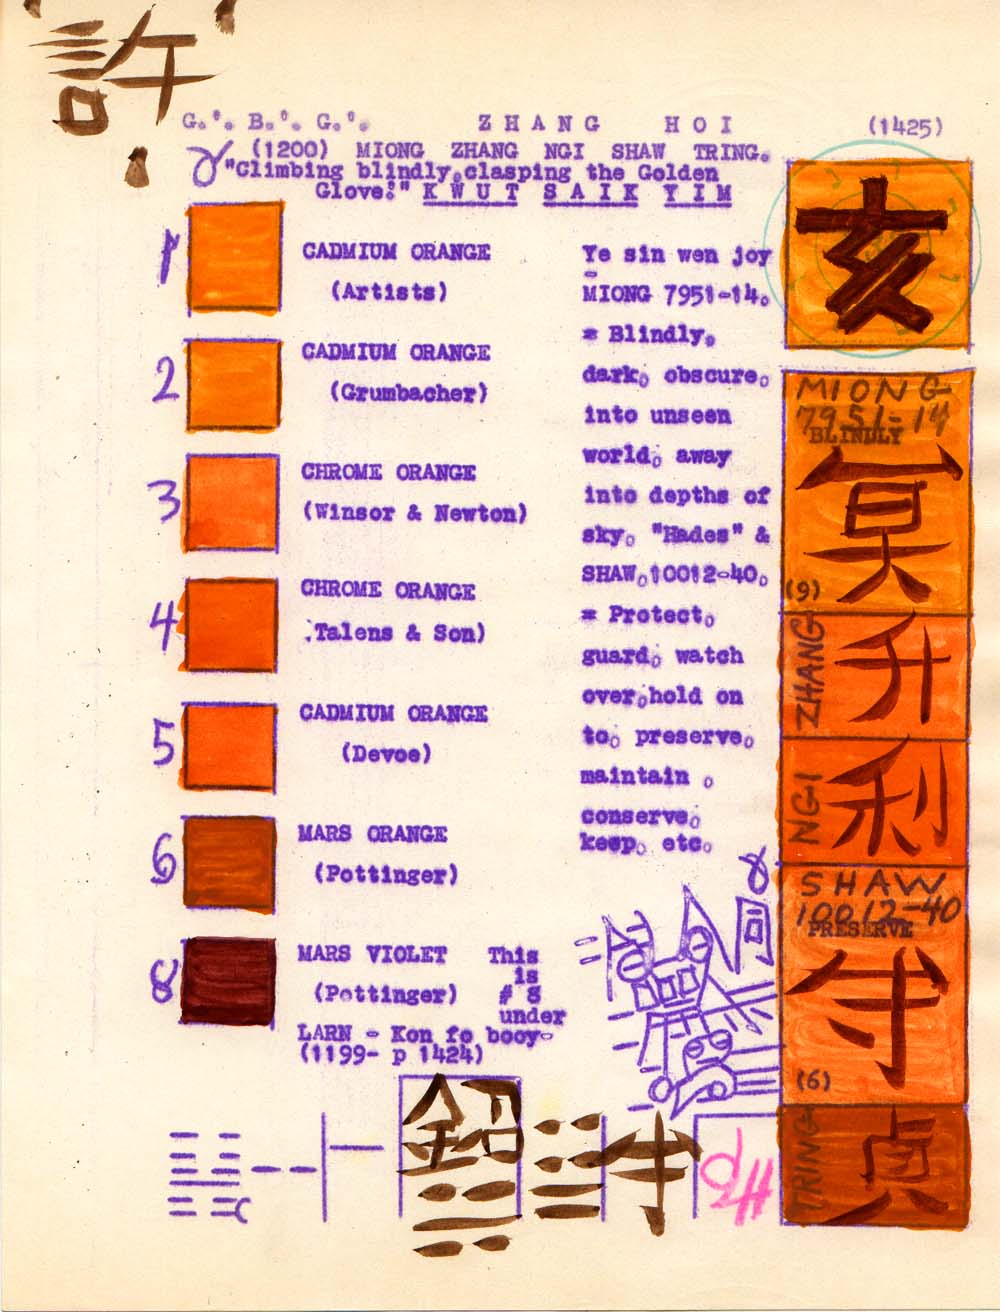 許
G.'. B.'. G.'. ZHANG HOI (1425)
(1200) MIONG ZHANG NGI SHAW TRING.
"Climbing blindly, clasping the Golden
Glove!" KWUT SAIK YIM
1 CADMIUM ORANGE
(Artists)
2 CADMIUM ORANGE
(Grumbacher)
3 CHROME ORANGE
(Winsor & Newton)
4 CHROME ORANGE
(Talens & Son)
5 CADMIUM ORANGE
(Devoe)
6 MARS ORANGE
(Pottinger)
8 MARS VIOLET
(Pottinger)
This
is
# 8
under
LARN - Kon fo booy-
(1199- p 1424)
Ye sin wen joy
MIONG 7951-14.
= Blindly,
dark, obscure,
into unseen
world, away
into depths of
sky, "Hades" &
SHAW,10012-40,
= Protect,
guard, watch
over,hold on
to, preserve,
maintain ,
conserve,
keep, etc.
亥
MIONG
7951-14
BLINDLY
冥
(9)
ZHANG
升
NGI
利
SHAW
10012-40
PRESERVE
守
(6)
TRING
貞